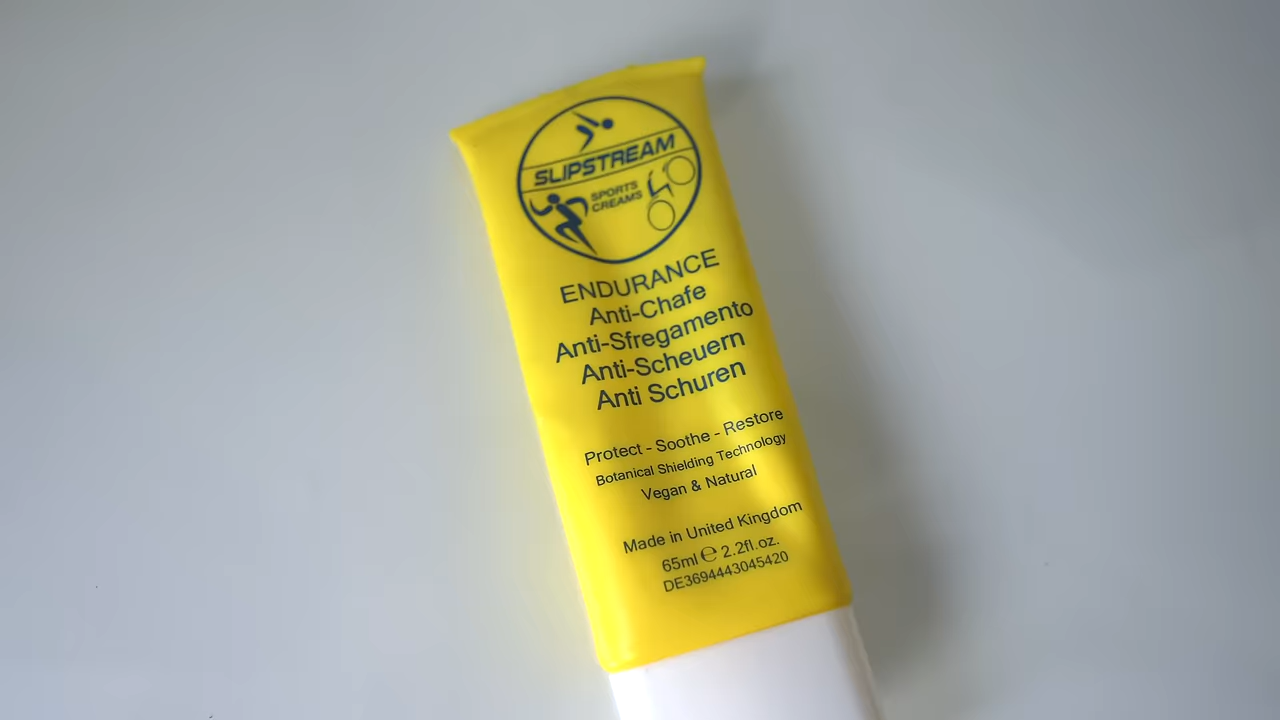 SLIPSTREAM
SPORTS
CREAMS
ENDURANCE
Anti-Chafe
Anti-Sfregamento
Anti-Scheuern
Anti Schuren
Protect - Soothe - Restore
Botanical Shielding Technology
Vegan & Natural
Made in United Kingdom
65ml ℮ 2.2fl.oz.
DE3694443045420